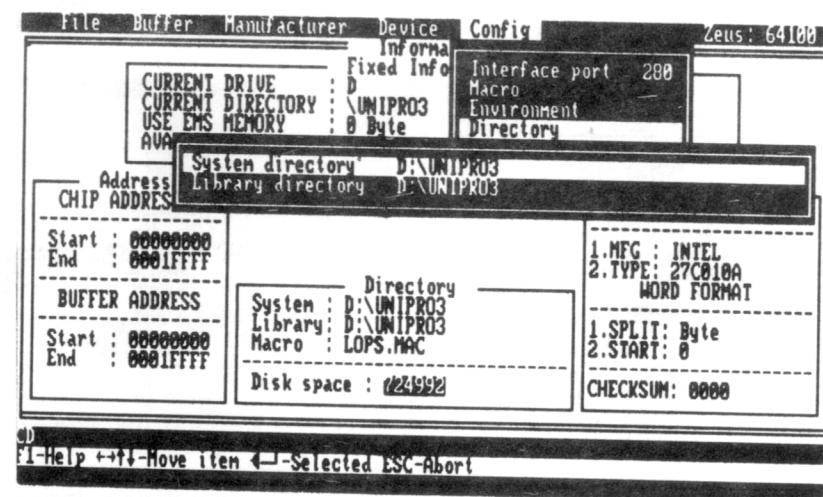 File Buffer Manufacturer Device Config Zeus: 64100
Informa
Fixed Info
CURRENT DRIVE : D
CURRENT DIRECTORY : \UNIPRO3
USE EMS MEMORY : 0 Byte
AVA
Interface port 280
Macro
Environment
Directory
System directory D:\UNIPRO3
Library directory D:\UNIPRO3
Address
CHIP ADDRES
Start : 00000000
End : 0001FFFF
BUFFER ADDRESS
Start : 00000000
End : 0001FFFF
Directory
System : D:\UNIPRO3
Library: D:\UNIPRO3
Macro : LOPS.MAC
Disk space : 724992
1.MFG : INTEL
2.TYPE: 27C010A
WORD FORMAT
1.SPLIT: Byte
2.START: 0
CHECKSUM: 0000
CD
F1-Help ←→↑↓-Move item ◄─┘-Selected ESC-Abort